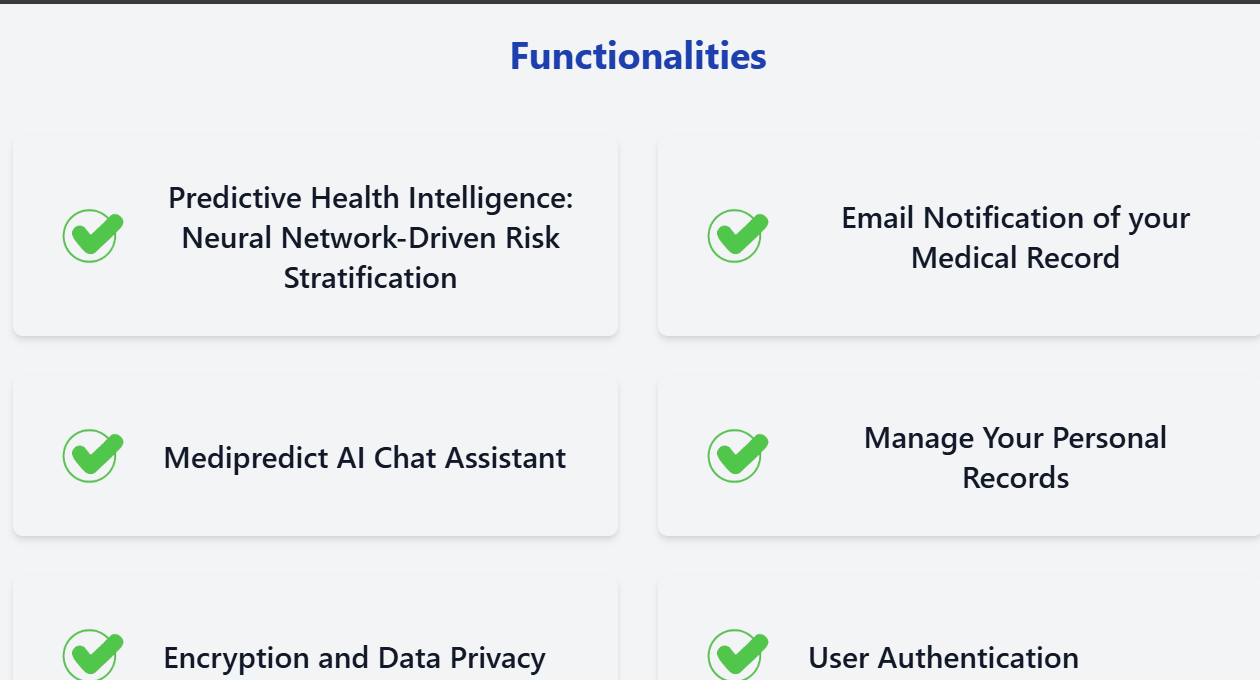 Functionalities
Predictive Health Intelligence:
Neural Network-Driven Risk
Stratification
Email Notification of your
Medical Record
Medipredict AI Chat Assistant
Manage Your Personal
Records
Encryption and Data Privacy
User Authentication